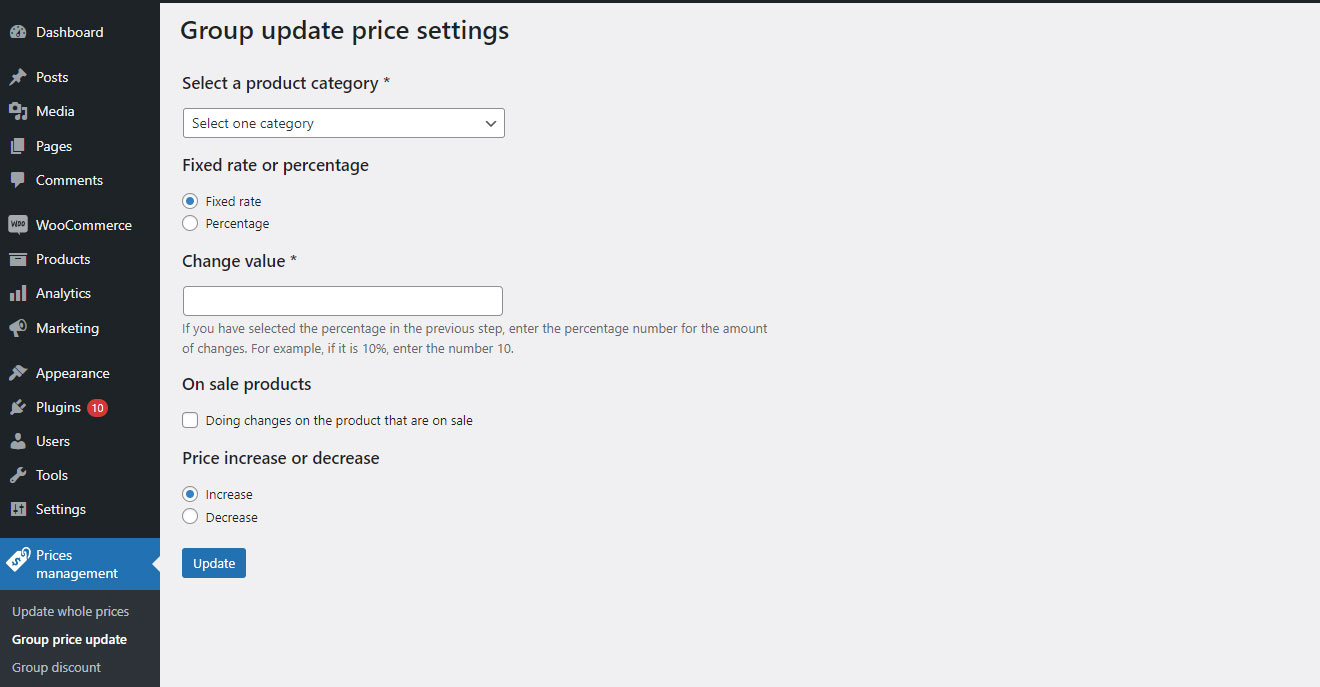 Dashboard
Posts
Media
Pages
Comments
WOO
WooCommerce
Products
Analytics
Marketing
Appearance
Plugins 10
Users
Tools
Settings
Prices
management
Update whole prices
Group price update
Group discount
Group update price settings
Select a product category *
Select one category
Fixed rate or percentage
Fixed rate
Percentage
Change value *
If you have selected the percentage in the previous step, enter the percentage number for the amount
of changes. For example, if it is 10%, enter the number 10.
On sale products
Doing changes on the product that are on sale
Price increase or decrease
Increase
Decrease
Update